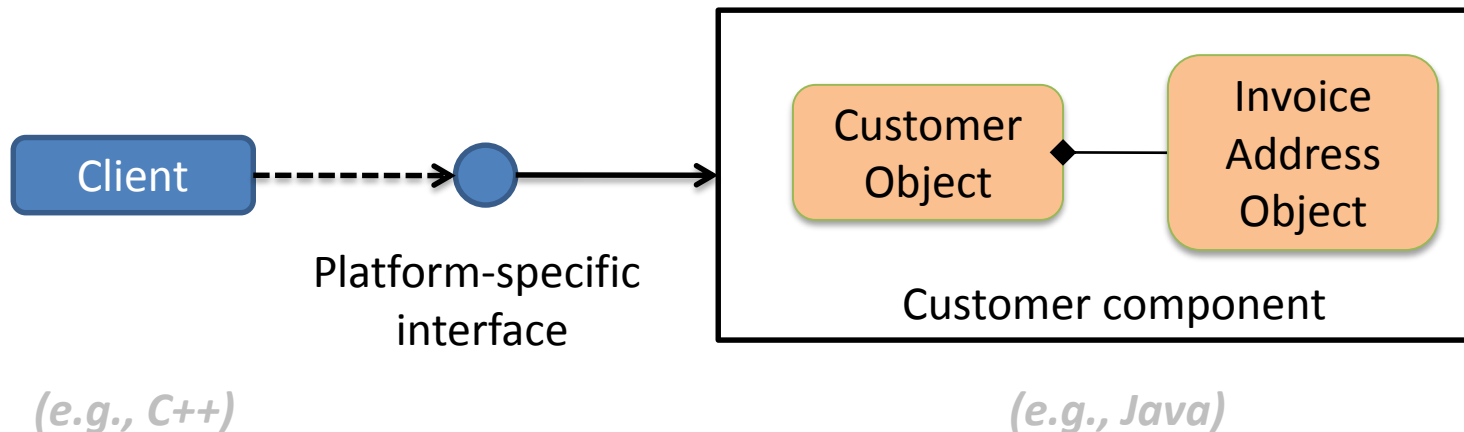 Client
Platform-specific
interface
Customer
Object
Invoice
Address
Object
Customer component
(e.g., C++)
(e.g., Java)